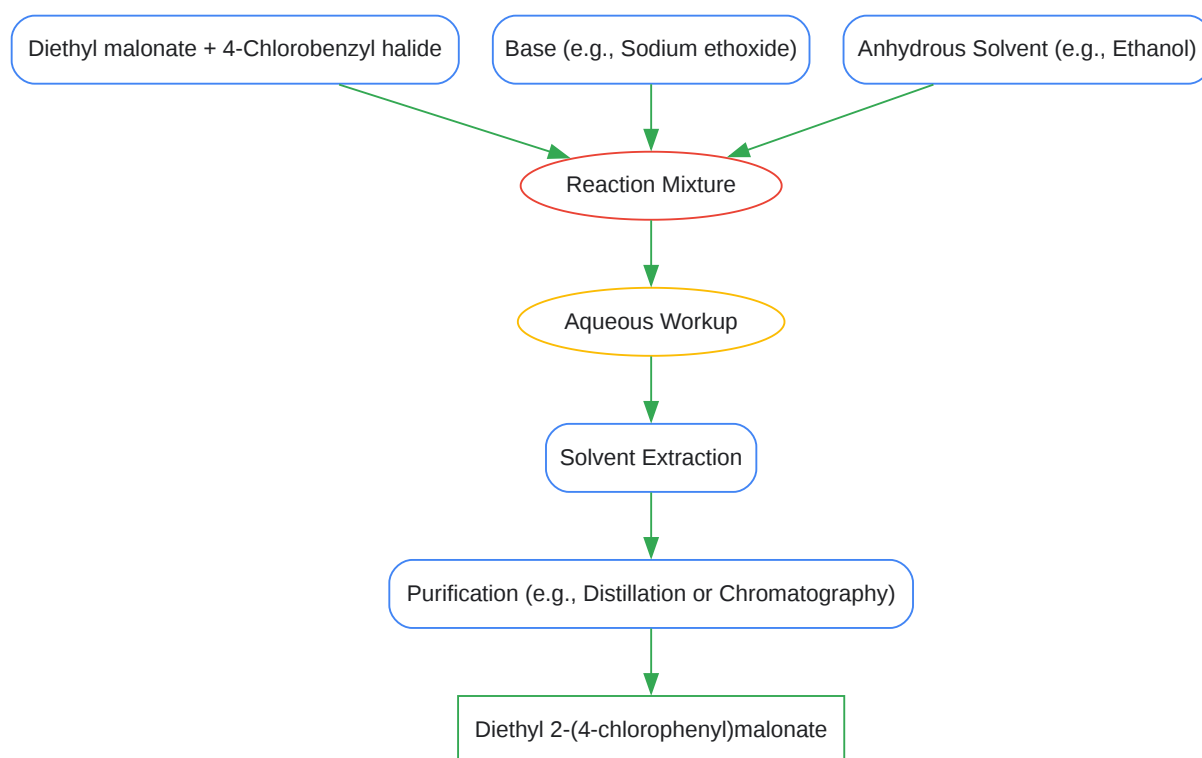 Diethyl malonate + 4-Chlorobenzyl halide
Base (e.g., Sodium ethoxide)
Anhydrous Solvent (e.g., Ethanol)
Reaction Mixture
Aqueous Workup
Solvent Extraction
Purification (e.g., Distillation or Chromatography)
Diethyl 2-(4-chlorophenyl)malonate